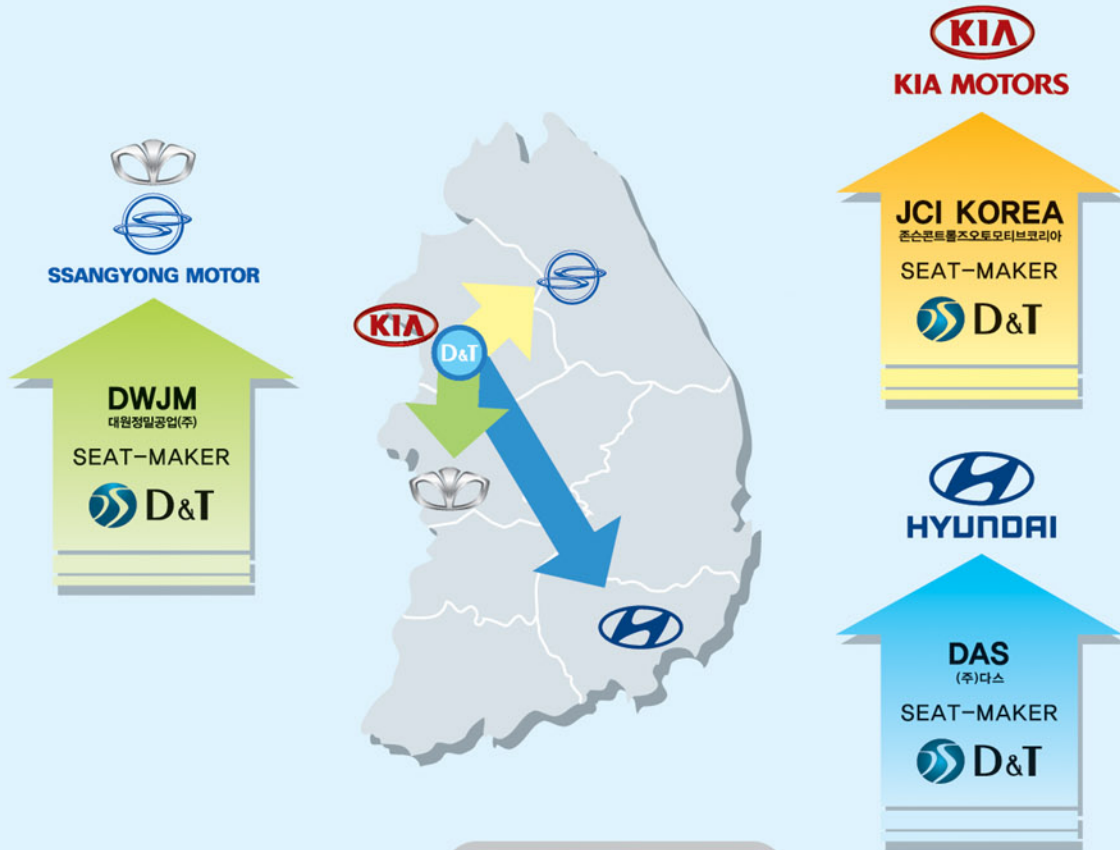 SSANGYONG MOTOR
DWJM
대원정밀공업(주)
SEAT-MAKER
D&T
KIA
D&T
KIA
KIA MOTORS
JCI KOREA
존슨콘트롤즈오토모티브코리아
SEAT-MAKER
D&T
HYUNDAI
DAS
(주)다스
SEAT-MAKER
D&T